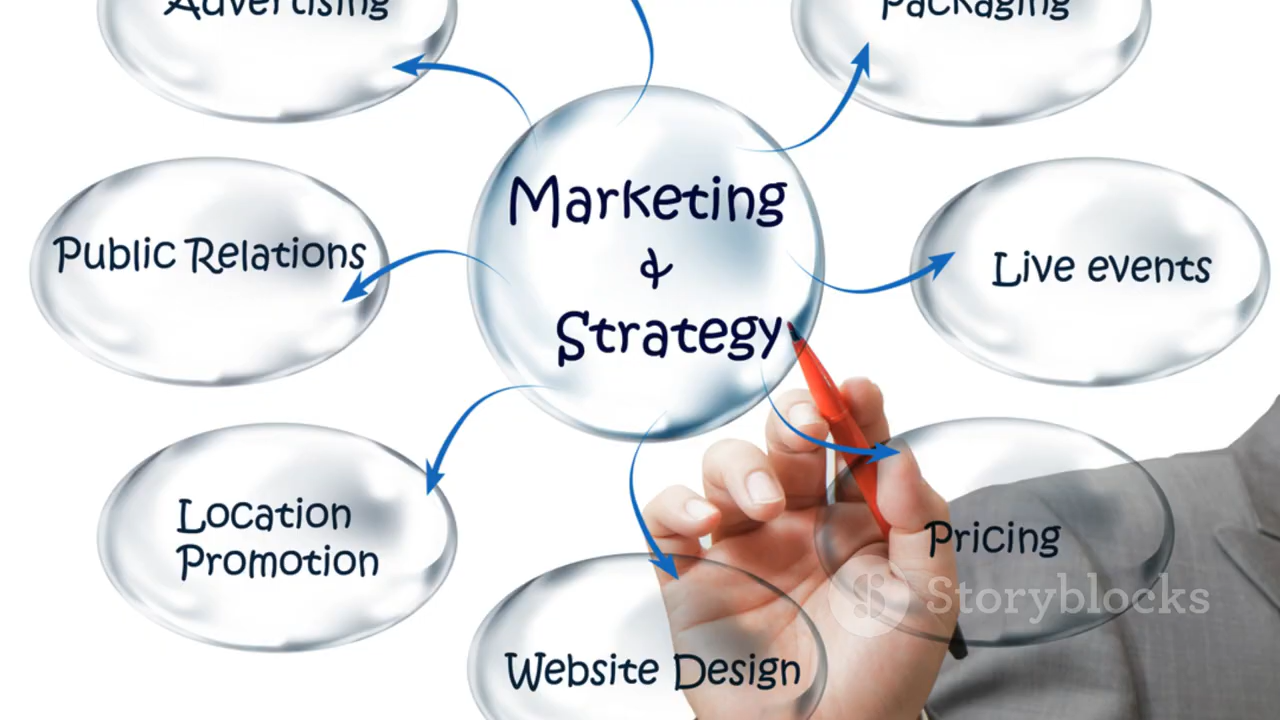 Advertising
Packaging
Marketing
&
Strategy
Public Relations
Live events
Location
Promotion
Pricing
Storyblocks
Website Design